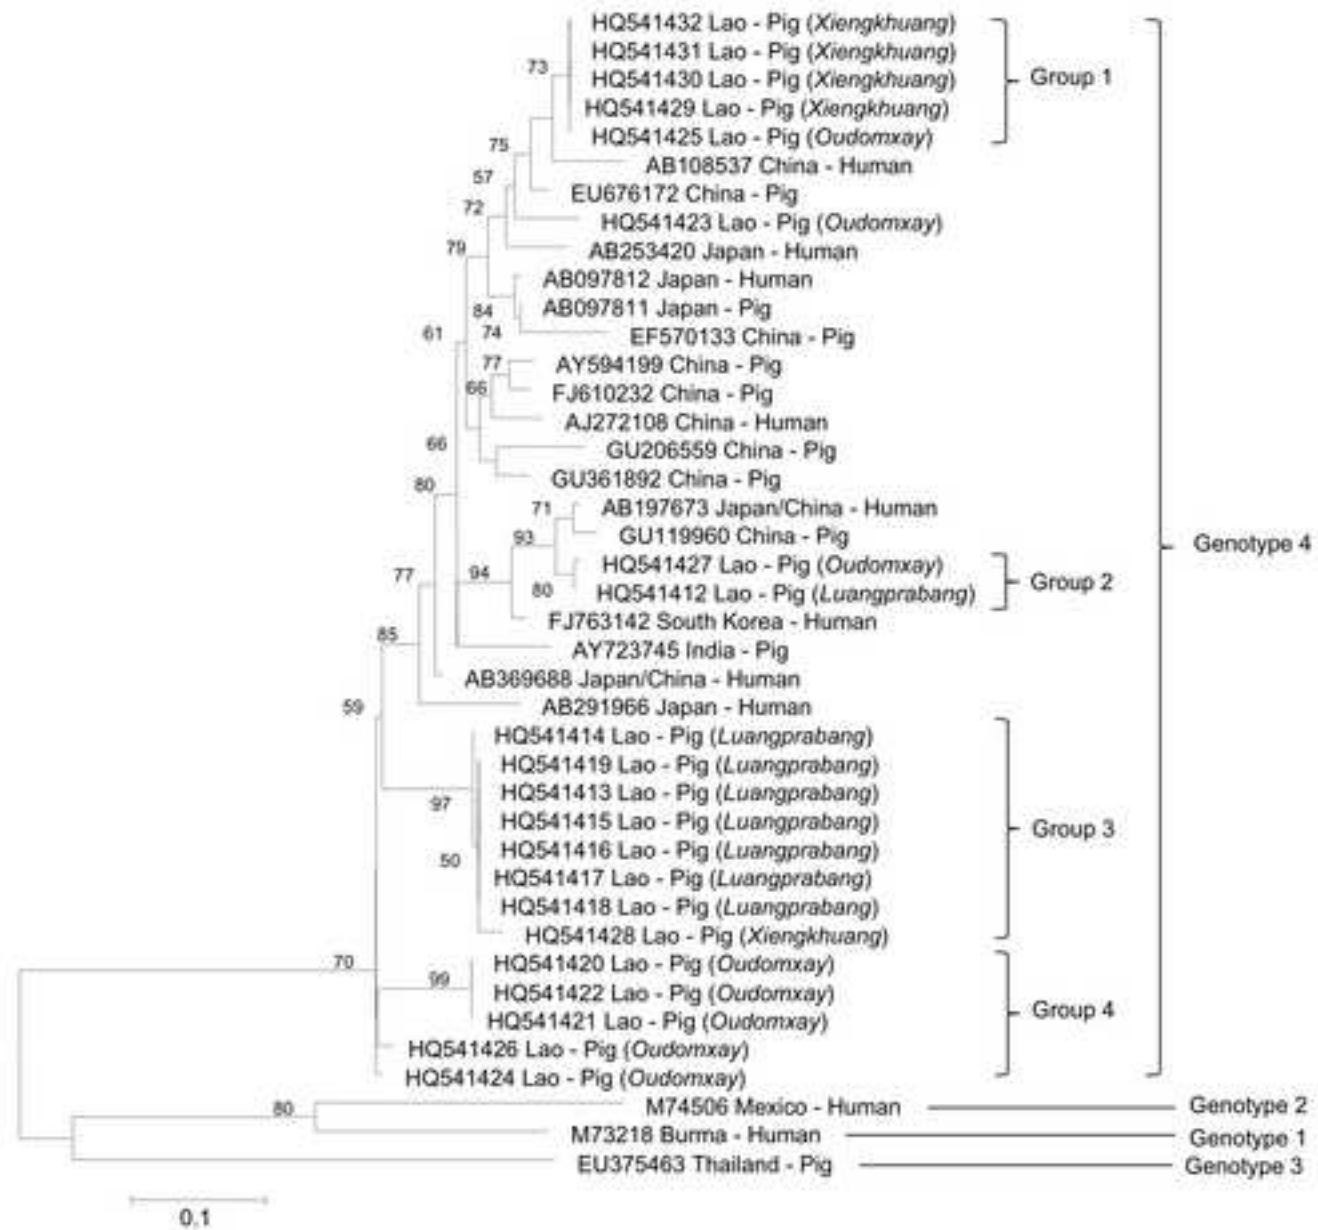 HQ541432 Lao - Pig (Xiengkhuang)
HQ541431 Lao - Pig (Xiengkhuang)
73
HQ541430 Lao - Pig (Xiengkhuang)
Group 1
HQ541429 Lao - Pig (Xiengkhuang)
HQ541425 Lao - Pig (Oudomxay)
75
AB108537 China - Human
57
EU676172 China - Pig
72
HQ541423 Lao - Pig (Oudomxay)
79
AB253420 Japan - Human
AB097812 Japan - Human
84
AB097811 Japan - Pig
61
74
EF570133 China - Pig
77
AY594199 China - Pig
66
FJ610232 China - Pig
AJ272108 China - Human
66
GU206559 China - Pig
80
GU361892 China - Pig
71
AB197673 Japan/China - Human
93
GU119960 China - Pig
Genotype 4
77
94
HQ541427 Lao - Pig (Oudomxay)
Group 2
80
HQ541412 Lao - Pig (Luangprabang)
FJ763142 South Korea - Human
85
AY723745 India - Pig
AB369688 Japan/China - Human
59
AB291966 Japan - Human
HQ541414 Lao - Pig (Luangprabang)
HQ541419 Lao - Pig (Luangprabang)
97
HQ541413 Lao - Pig (Luangprabang)
HQ541415 Lao - Pig (Luangprabang)
Group 3
50
HQ541416 Lao - Pig (Luangprabang)
HQ541417 Lao - Pig (Luangprabang)
HQ541418 Lao - Pig (Luangprabang)
HQ541428 Lao - Pig (Xiengkhuang)
70
HQ541420 Lao - Pig (Oudomxay)
99
HQ541422 Lao - Pig (Oudomxay)
Group 4
HQ541421 Lao - Pig (Oudomxay)
HQ541426 Lao - Pig (Oudomxay)
HQ541424 Lao - Pig (Oudomxay)
80
M74506 Mexico - Human
Genotype 2
M73218 Burma - Human
Genotype 1
EU375463 Thailand - Pig
Genotype 3
0.1